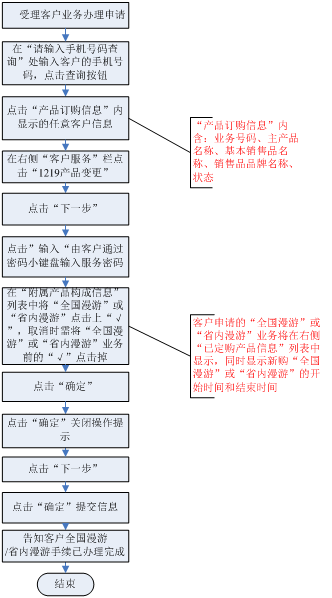 受理客户业务办理申请
在“请输入手机号码查
询”处输入客户的手机号
码，点击查询按钮
点击“产品订购信息”内
显示的任意客户信息
“产品订购信息”内
含：业务号码、主产品
名称、基本销售品名
称、销售品品牌名称、
状态
在右侧“客户服务”栏点
击“1219产品变更”
点击“下一步”
点击”输入“由客户通过
密码小键盘输入服务密码
在“附属产品构成信息”
列表中将“全国漫游”或
“省内漫游”点击上“√
”，取消时需将“全国漫
游”或“省内漫游”业务
前的“√”点击掉
客户申请的“全国漫游”或
“省内漫游”业务将在右侧
“已定购产品信息”列表中
显示，同时显示新购“全国
漫游”或“省内漫游”的开
始时间和结束时间
点击“确定”
点击“确定”关闭操作提
示
点击“下一步”
点击“确定”提交信息
告知客户全国漫游
/省内漫游手续已办理完成
结束